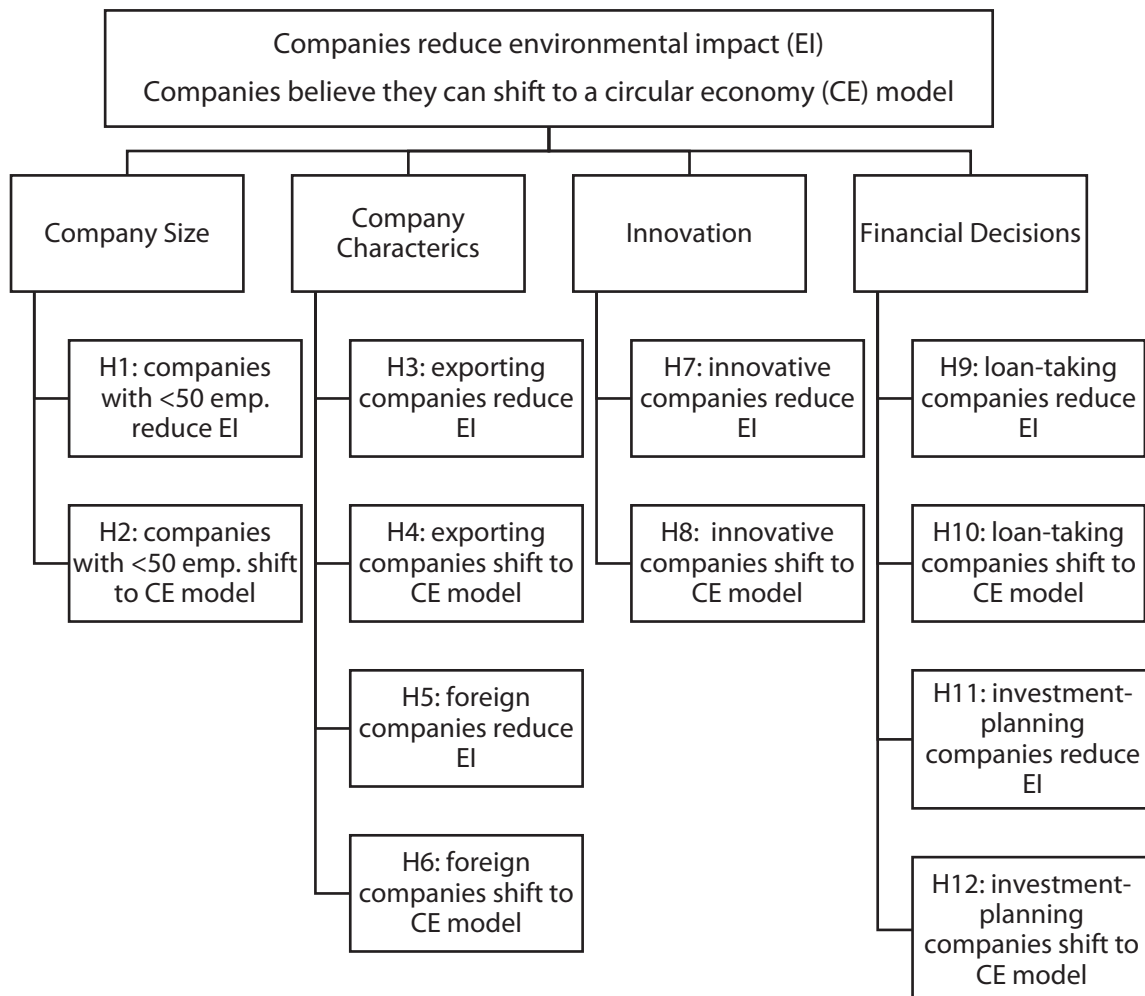 Companies reduce environmental impact (EI)
Companies believe they can shift to a circular economy (CE) model
Company Size
Company
Characterics
Innovation
Financial Decisions
H1: companies
with <50 emp.
reduce EI
H2: companies
with <50 emp. shift
to CE model
H3: exporting
companies reduce
EI
H4: exporting
companies shift to
CE model
H5: foreign
companies reduce
EI
H6: foreign
companies shift to
CE model
H7: innovative
companies reduce
EI
H8: innovative
companies shift to
CE model
H9: loan-taking
companies reduce
EI
H10: loan-taking
companies shift to
CE model
H11: investment-
planning
companies reduce
EI
H12: investment-
planning
companies shift to
CE model